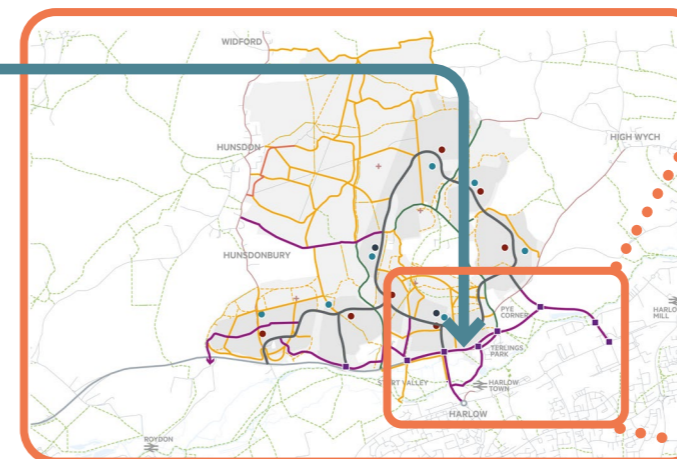 WIDFORD
HUNSDON
HIGH WYCH
HUNSDONBURY
PYE
CORNER
HARLO
MILL
TERLINGS
PARK
HARLOW
TOWN
HARLOW
ROYDON